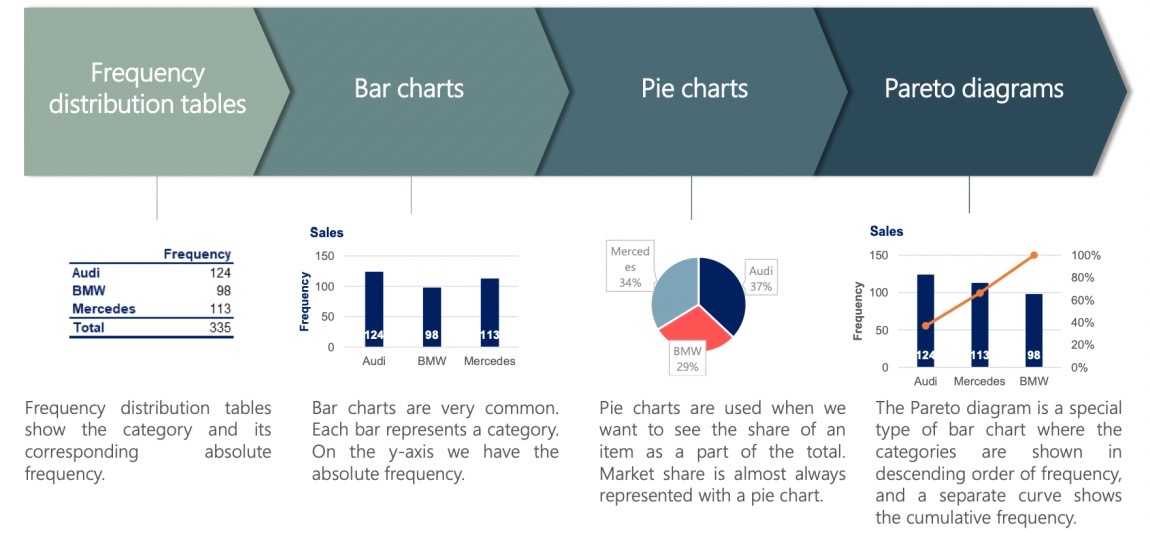 Frequency
distribution tables
Bar charts
Pie charts
Pareto diagrams
Frequency
Audi 124
BMW 98
Mercedes 113
Total 335
Sales
Frequency
150
100
50
0
124
98
113
Audi BMW Mercedes
Merced
es
34%
Audi
37%
BMW
29%
Sales
Frequency
150
100
50
0
124
113
98
100%
80%
60%
40%
20%
0%
Audi Mercedes BMW
Frequency distribution tables
show the category and its
corresponding absolute
frequency.
Bar charts are very common.
Each bar represents a category.
On the y-axis we have the
absolute frequency.
Pie charts are used when we
want to see the share of an
item as a part of the total.
Market share is almost always
represented with a pie chart.
The Pareto diagram is a special
type of bar chart where the
categories are shown in
descending order of frequency,
and a separate curve shows
the cumulative frequency.